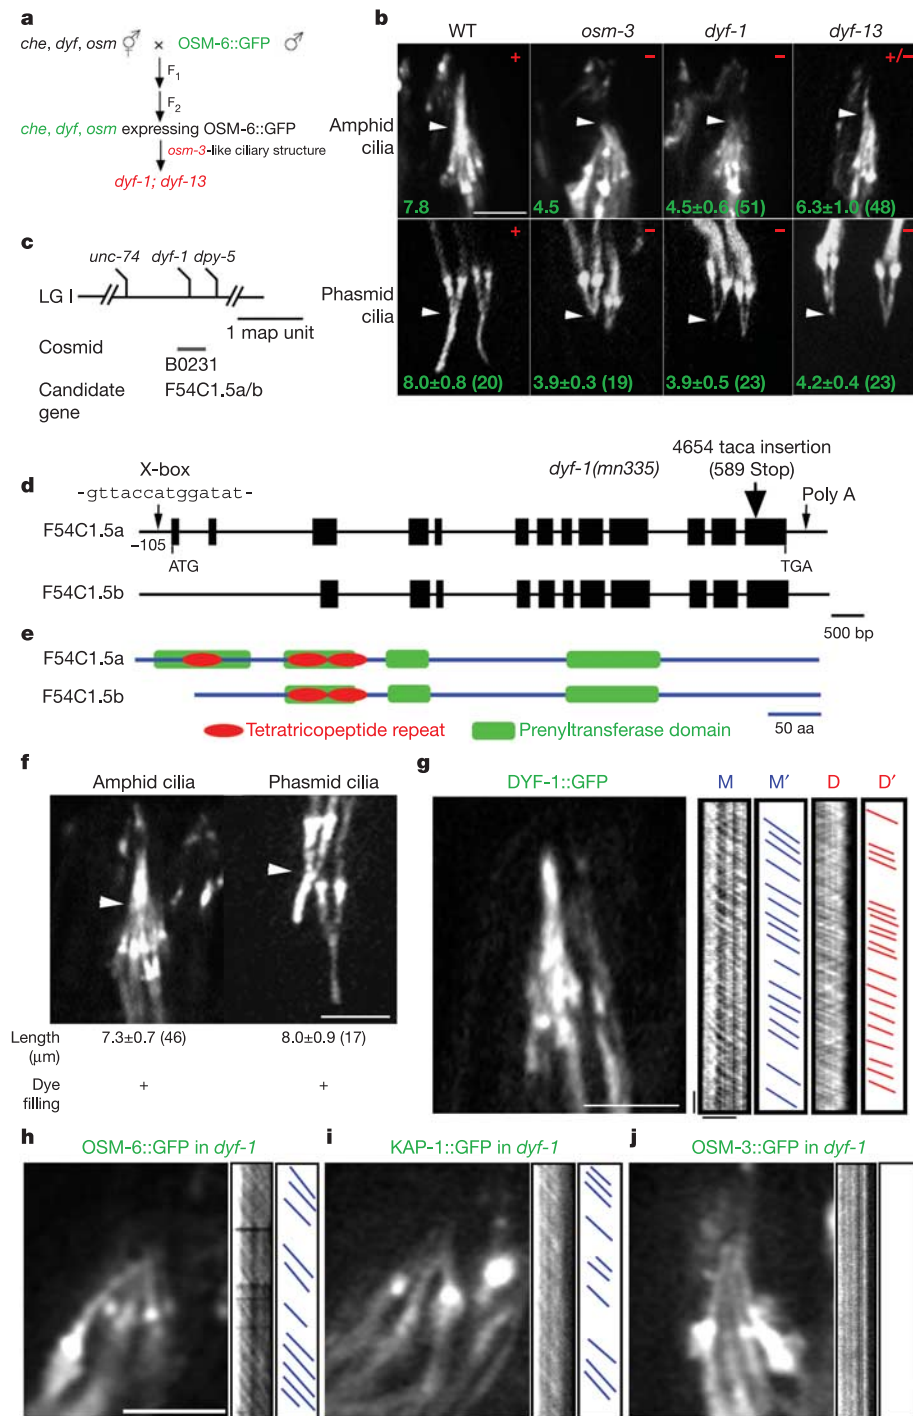 a
che, dyf, osm ⚥ × OSM-6::GFP ♂
F1
F2
che, dyf, osm expressing OSM-6::GFP
osm-3-like ciliary structure
dyf-1; dyf-13
b
WT osm-3 dyf-1 dyf-13
Amphid cilia
+ – – +/–
7.8 4.5 4.5±0.6 (51) 6.3±1.0 (48)
Phasmid cilia
+ – – –
8.0±0.8 (20) 3.9±0.3 (19) 3.9±0.5 (23) 4.2±0.4 (23)
c
unc-74 dyf-1 dpy-5
LG I
1 map unit
Cosmid
B0231
Candidate gene
F54C1.5a/b
d
X-box
-gttaccatggatat-
dyf-1(mn335)
4654 taca insertion
(589 Stop)
Poly A
F54C1.5a
–105
ATG
TGA
F54C1.5b
500 bp
e
F54C1.5a
F54C1.5b
Tetratricopeptide repeat
Prenyltransferase domain
50 aa
f
Amphid cilia Phasmid cilia
Length (μm)
7.3±0.7 (46) 8.0±0.9 (17)
Dye filling
+ +
g
DYF-1::GFP M M′ D D′
h
OSM-6::GFP in dyf-1
i
KAP-1::GFP in dyf-1
j
OSM-3::GFP in dyf-1